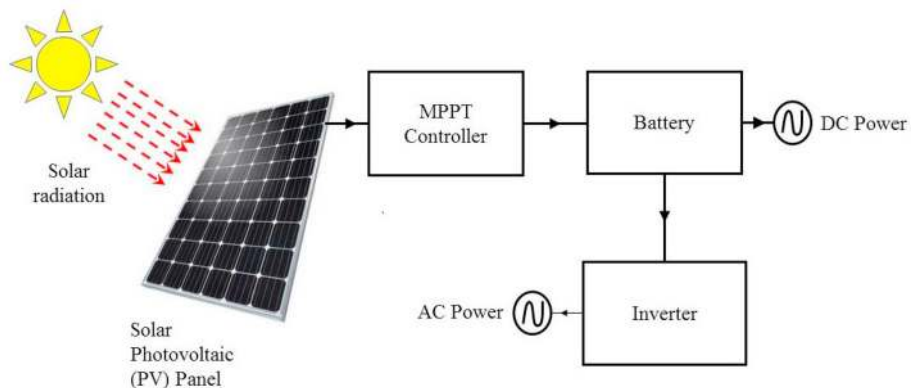 Solar
radiation
Solar
Photovoltaic
(PV) Panel
MPPT
Controller
Battery
DC Power
AC Power
Inverter